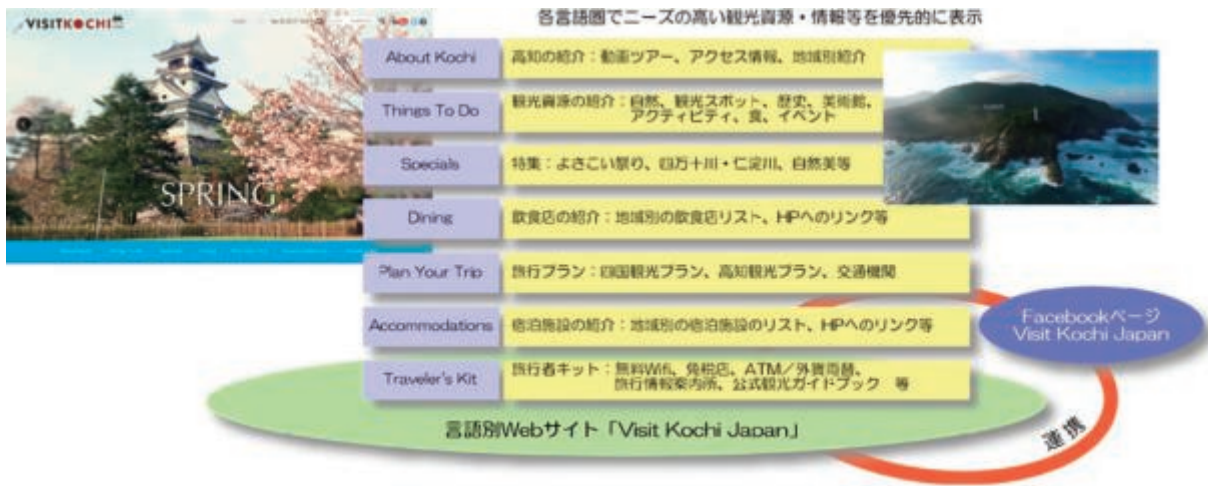 VISITKOCHI
各言語圏でニーズの高い観光資源・情報等を優先的に表示
SPRING
About Kochi
高知の紹介：動画ツアー、アクセス情報、地域別紹介
Things To Do
観光資源の紹介：自然、観光スポット、歴史、美術館、
アクティビティ、食、イベント
Specials
特集：よさこい祭り、四万十川・仁淀川、自然美等
Dining
飲食店の紹介：地域別の飲食店リスト、HPへのリンク等
Plan Your Trip
旅行プラン：四国観光プラン、高知観光プラン、交通機関
Accommodations
宿泊施設の紹介：地域別の宿泊施設のリスト、HPへのリンク等
Traveler's Kit
旅行者キット：無料Wifi、免税店、ATM／外貨両替、
旅行情報案内所、公式観光ガイドブック 等
Facebookページ
Visit Kochi Japan
言語別Webサイト「Visit Kochi Japan」
連携